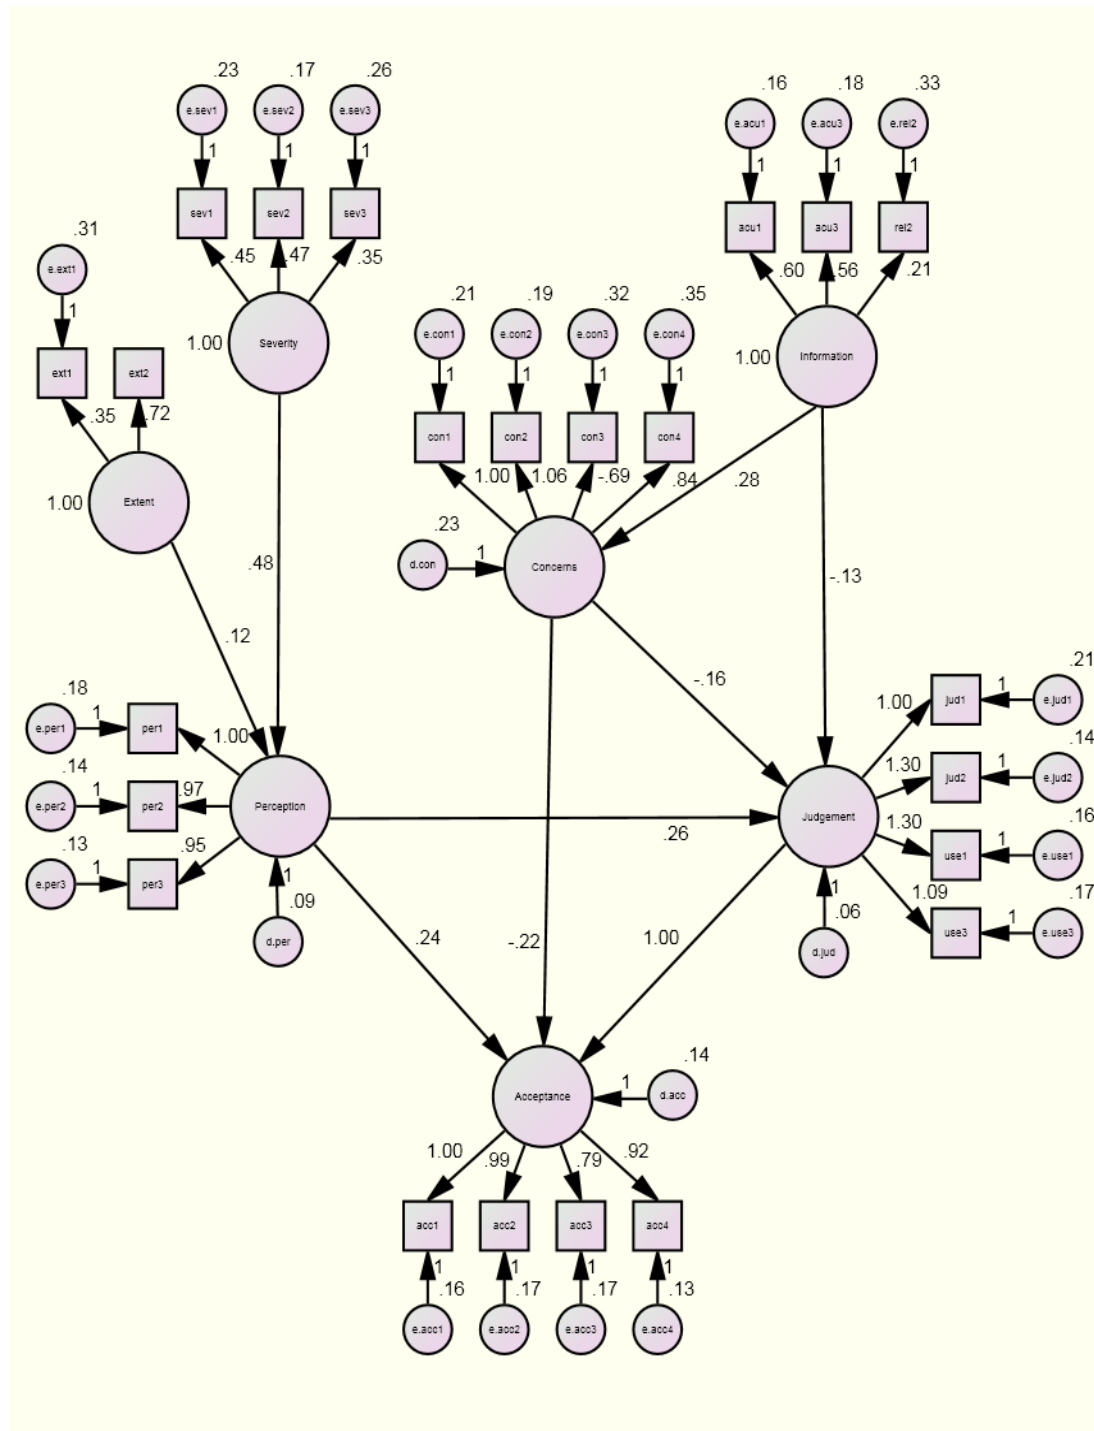 .23 .17 .26
e.sev1 e.sev2 e.sev3
1 1 1
sev1 sev2 sev3
.45 .47 .35
1.00 Severity
.31
e.ext1
1
ext1 ext2
.35 .72
1.00 Extent
.16 .18 .33
e.acu1 e.acu3 e.rel2
1 1 1
acu1 acu3 rel2
.60 .56 .21
1.00 Information
.21 .19 .32 .35
e.con1 e.con2 e.con3 e.con4
1 1 1 1
con1 con2 con3 con4
1.00 1.06 -.69 .84
.23
d.con 1 Concerns
.28
.48
-.13
.12
-.16
.18
e.per1 1 per1
1.00
.14
e.per2 1 per2 .97
Perception
.13
e.per3 1 per3 .95
1
.09
d.per
.26
.21
1.00 jud1 1 e.jud1
.14
1.30 jud2 1 e.jud2
Judgement
.16
1.30 use1 1 e.use1
.17
1.09 use3 1 e.use3
1
.06
d.jud
.24 -.22 1.00
Acceptance
.14
1 d.acc
1.00 .99 .79 .92
acc1 acc2 acc3 acc4
1 1 1 1
.16 .17 .17 .13
e.acc1 e.acc2 e.acc3 e.acc4